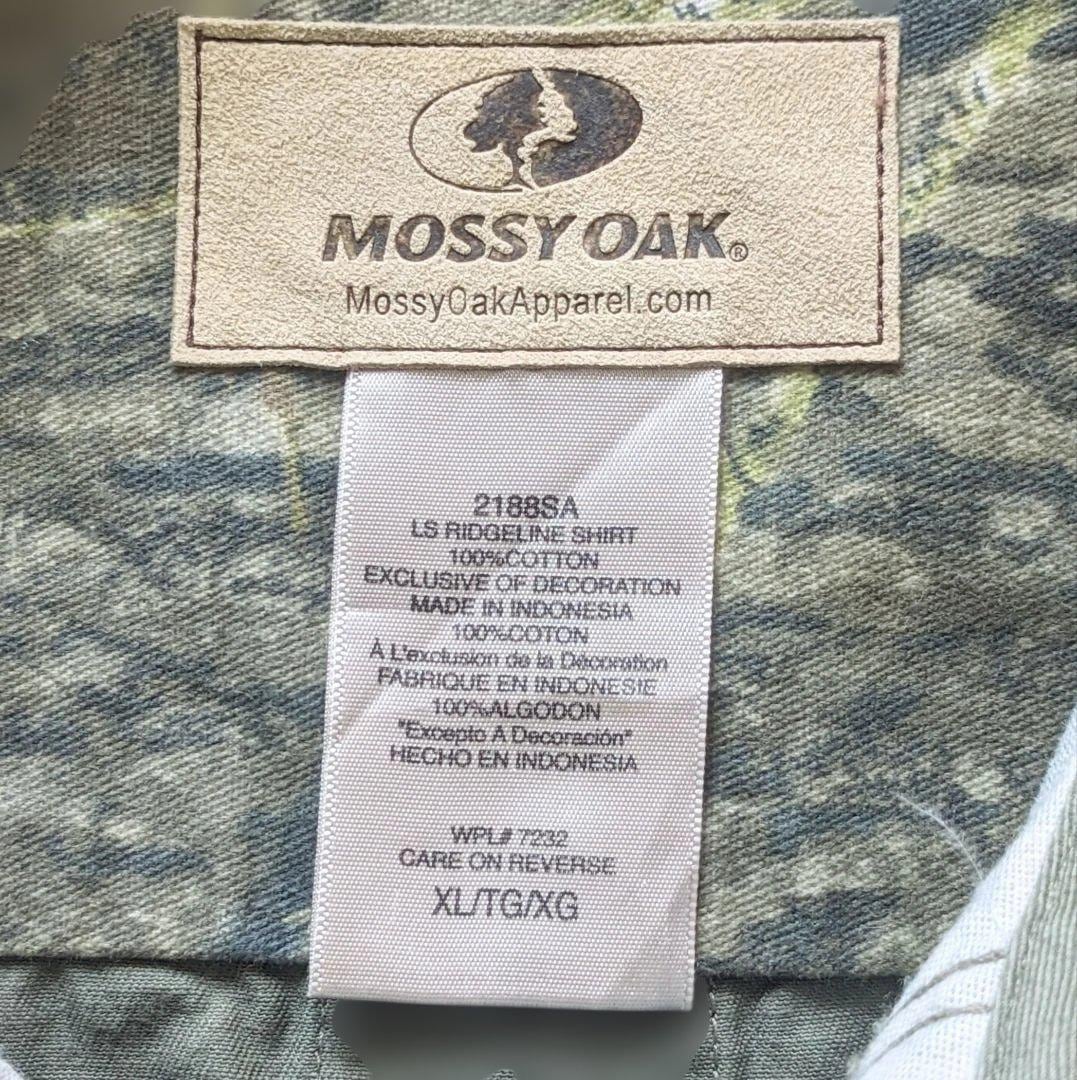 MOSSY OAK®
MossyOakApparel.com
2188SA
LS RIDGELINE SHIRT
100%COTTON
EXCLUSIVE OF DECORATION
MADE IN INDONESIA
100%COTON
À L'exclusion de la Décoration
FABRIQUE EN INDONESIE
100%ALGODON
"Excepto A Decoración"
HECHO EN INDONESIA
WPL# 7232
CARE ON REVERSE
XL/TG/XG